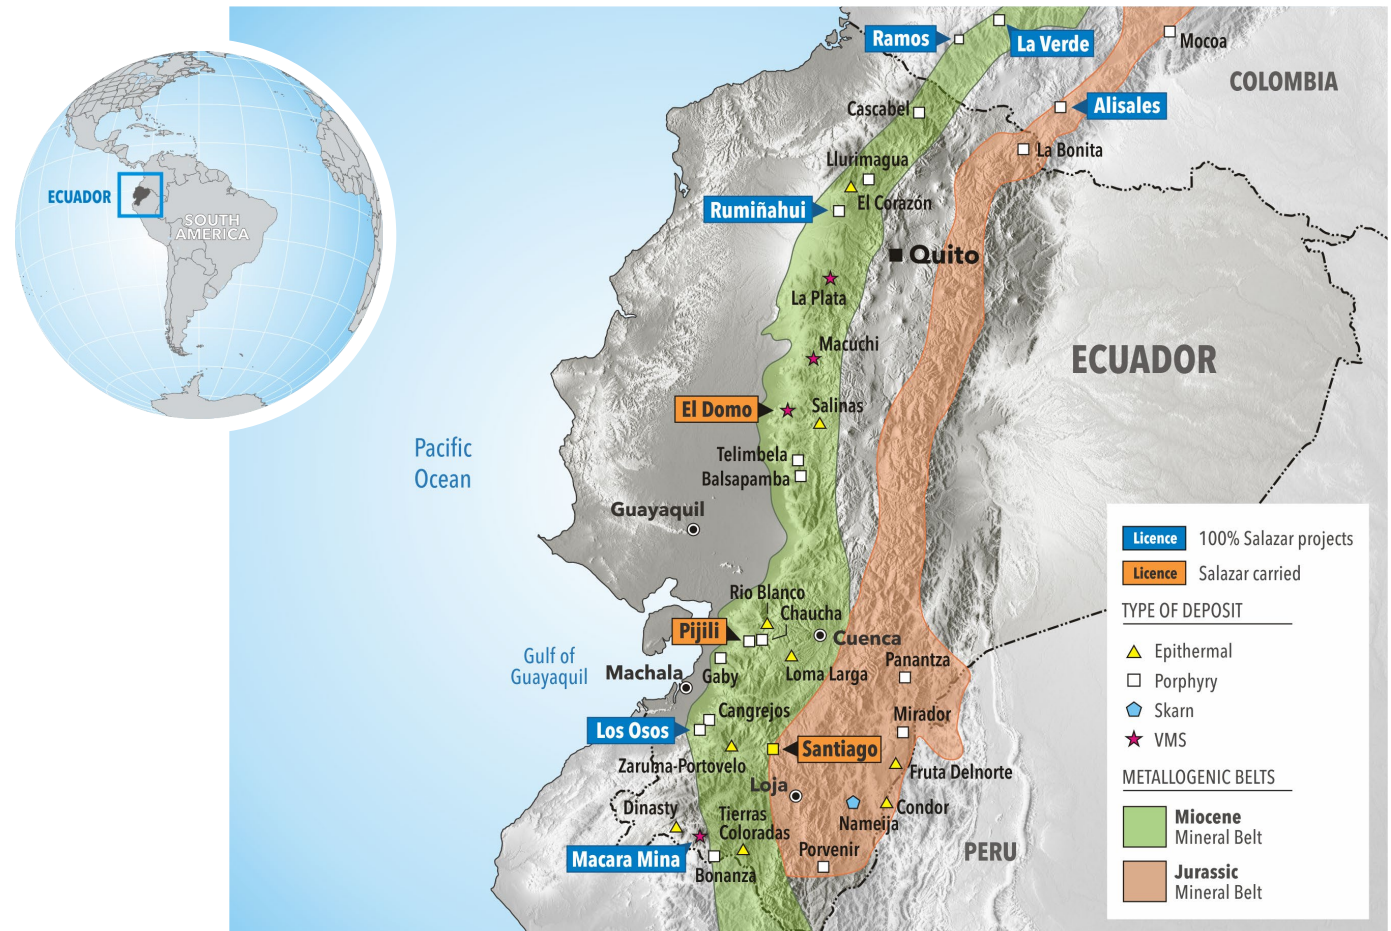 Ramos
La Verde
Mocoa
COLOMBIA
Cascabel
Alisales
Llurimagua
La Bonita
ECUADOR
SOUTH
AMERICA
El Corazón
Rumiñahui
Quito
La Plata
Macuchi
ECUADOR
El Domo
Salinas
Pacific
Ocean
Telimbela
Balsapamba
Guayaquil
Licence
100% Salazar projects
Licence
Salazar carried
TYPE OF DEPOSIT
Epithermal
Porphyry
Skarn
VMS
METALLOGENIC BELTS
Miocene
Mineral Belt
Jurassic
Mineral Belt
Rio Blanco
Chaucha
Pijili
Cuenca
Gulf of
Guayaquil
Machala
Gaby
Loma Larga
Panantza
Cangrejos
Mirador
Los Osos
Santiago
Zaruma-Portovelo
Fruta Delnorte
Loja
Dinasty
Tierras
Coloradas
Condor
Nameija
Macara Mina
Bonanza
Porvenir
PERU